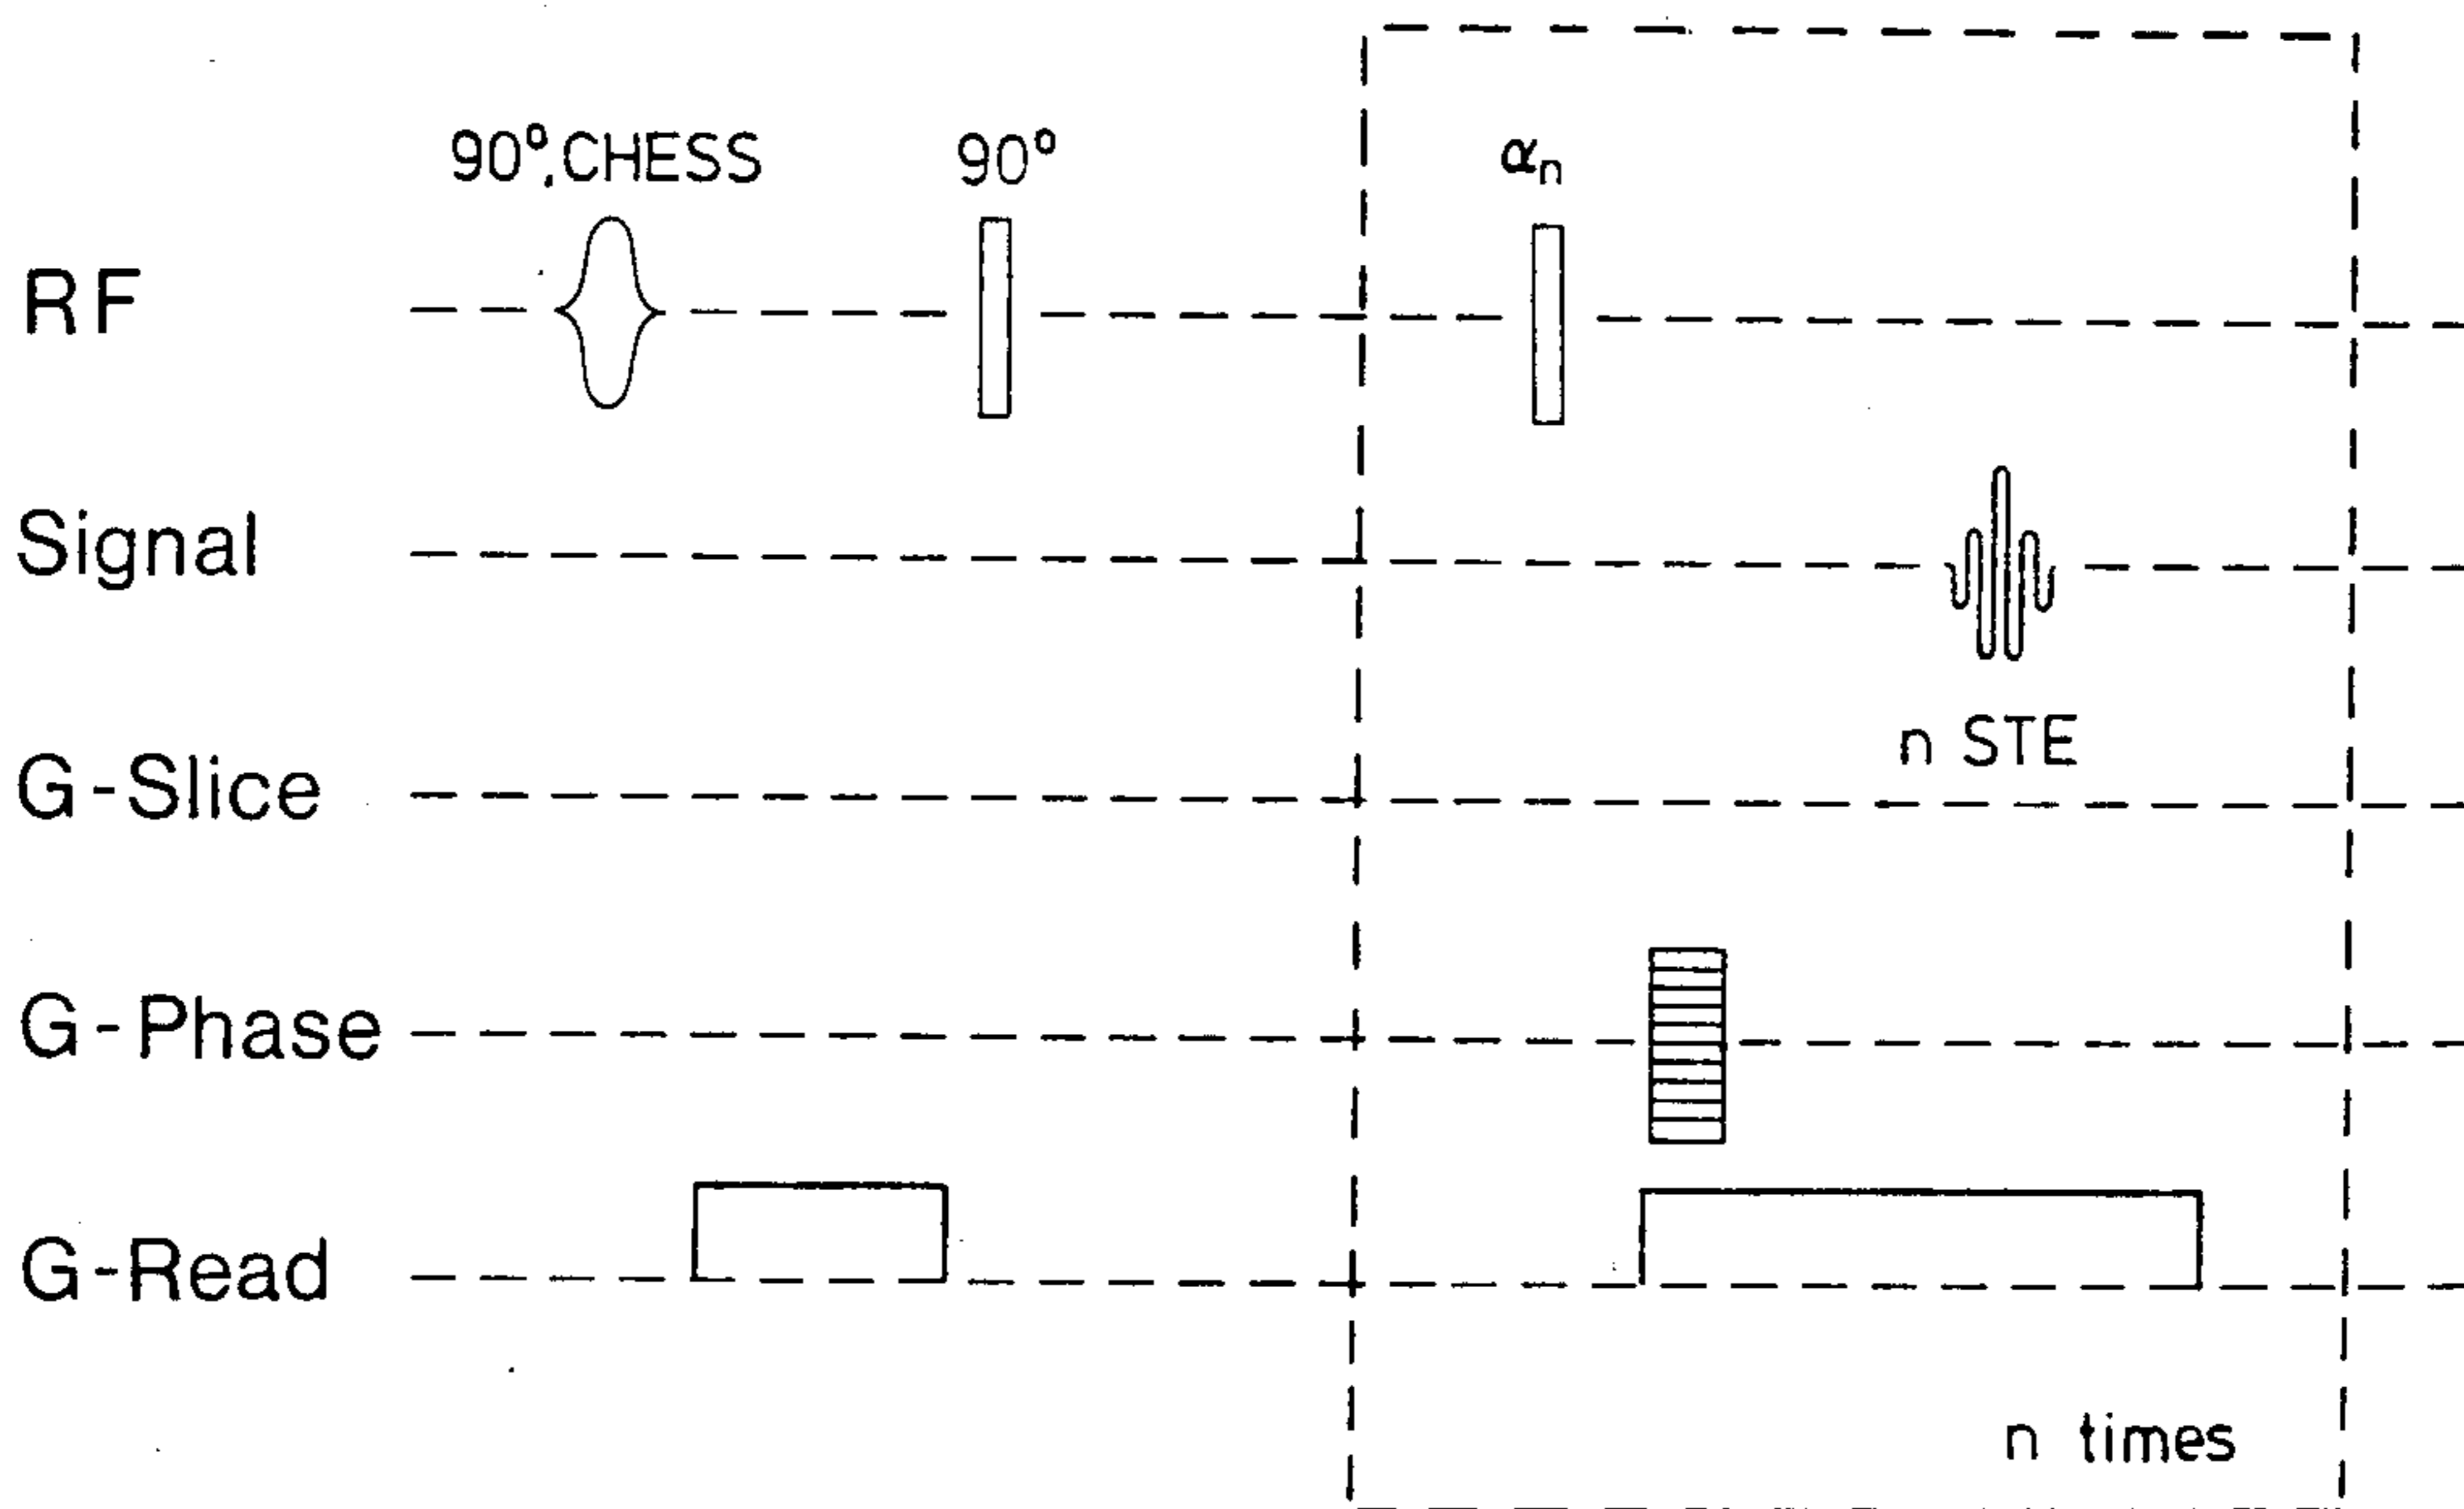 90°, CHESS 90° αn
RF
Signal
n STE
G-Slice
G-Phase
G-Read
n times